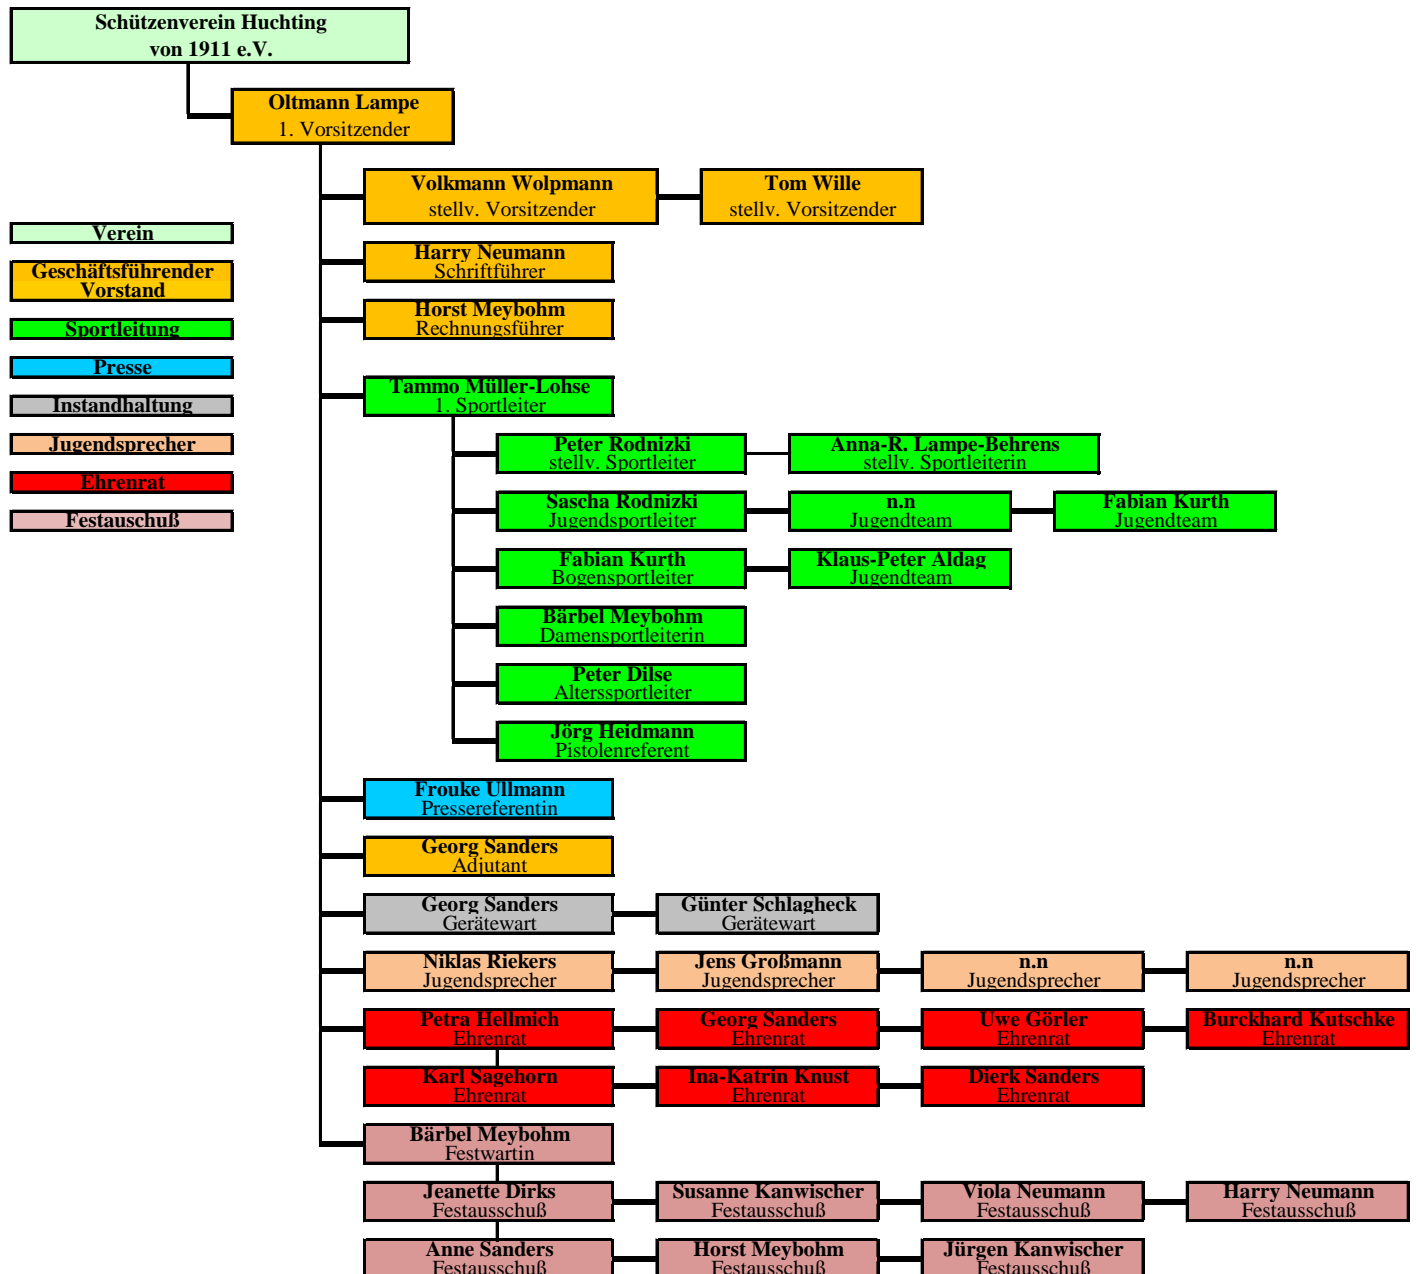 Schützenverein Huchting
von 1911 e.V.
Oltmann Lampe
1. Vorsitzender
Volkmann Wolpmann
stellv. Vorsitzender
Tom Wille
stellv. Vorsitzender
Verein
Geschäftsführender
Vorstand
Sportleitung
Presse
Instandhaltung
Jugendsprecher
Ehrenrat
Festauschuß
Harry Neumann
Schriftführer
Horst Meybohm
Rechnungsführer
Tammo Müller-Lohse
1. Sportleiter
Peter Rodnizki
stellv. Sportleiter
Anna-R. Lampe-Behrens
stellv. Sportleiterin
Sascha Rodnizki
Jugendsportleiter
n.n
Jugendteam
Fabian Kurth
Jugendteam
Fabian Kurth
Bogensportleiter
Klaus-Peter Aldag
Jugendteam
Bärbel Meybohm
Damensportleiterin
Peter Dilse
Alterssportleiter
Jörg Heidmann
Pistolenreferent
Frouke Ullmann
Pressereferentin
Georg Sanders
Adjutant
Georg Sanders
Gerätewart
Günter Schlagheck
Gerätewart
Niklas Riekers
Jugendsprecher
Jens Großmann
Jugendsprecher
n.n
Jugendsprecher
n.n
Jugendsprecher
Petra Hellmich
Ehrenrat
Georg Sanders
Ehrenrat
Uwe Görler
Ehrenrat
Burckhard Kutschke
Ehrenrat
Karl Sagehorn
Ehrenrat
Ina-Katrin Knust
Ehrenrat
Dierk Sanders
Ehrenrat
Bärbel Meybohm
Festwartin
Jeanette Dirks
Festausschuß
Susanne Kanwischer
Festausschuß
Viola Neumann
Festausschuß
Harry Neumann
Festausschuß
Anne Sanders
Festausschuß
Horst Meybohm
Festausschuß
Jürgen Kanwischer
Festausschuß